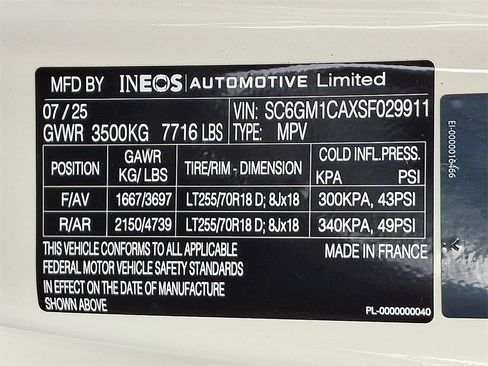 MFD BY INEOS AUTOMOTIVE Limited
07 / 25 VIN: SC6GM1CAXSF029911
GVWR 3500KG 7716 LBS TYPE: MPV
POSITION GAWR KG/ LBS TIRE/RIM - DIMENSION COLD INFL.PRESS. KPA PSI
F/AV 1667/3697 LT255/70R18 D; 8Jx18 300KPA, 43PSI
R/AR 2150/4739 LT255/70R18 D; 8Jx18 340KPA, 49PSI
THIS VEHICLE CONFORMS TO ALL APPLICABLE MADE IN FRANCE
FEDERAL MOTOR VEHICLE SAFETY STANDARDS
IN EFFECT ON THE DATE OF MANUFACTURE
SHOWN ABOVE PL-0000000040
EI-0000016466